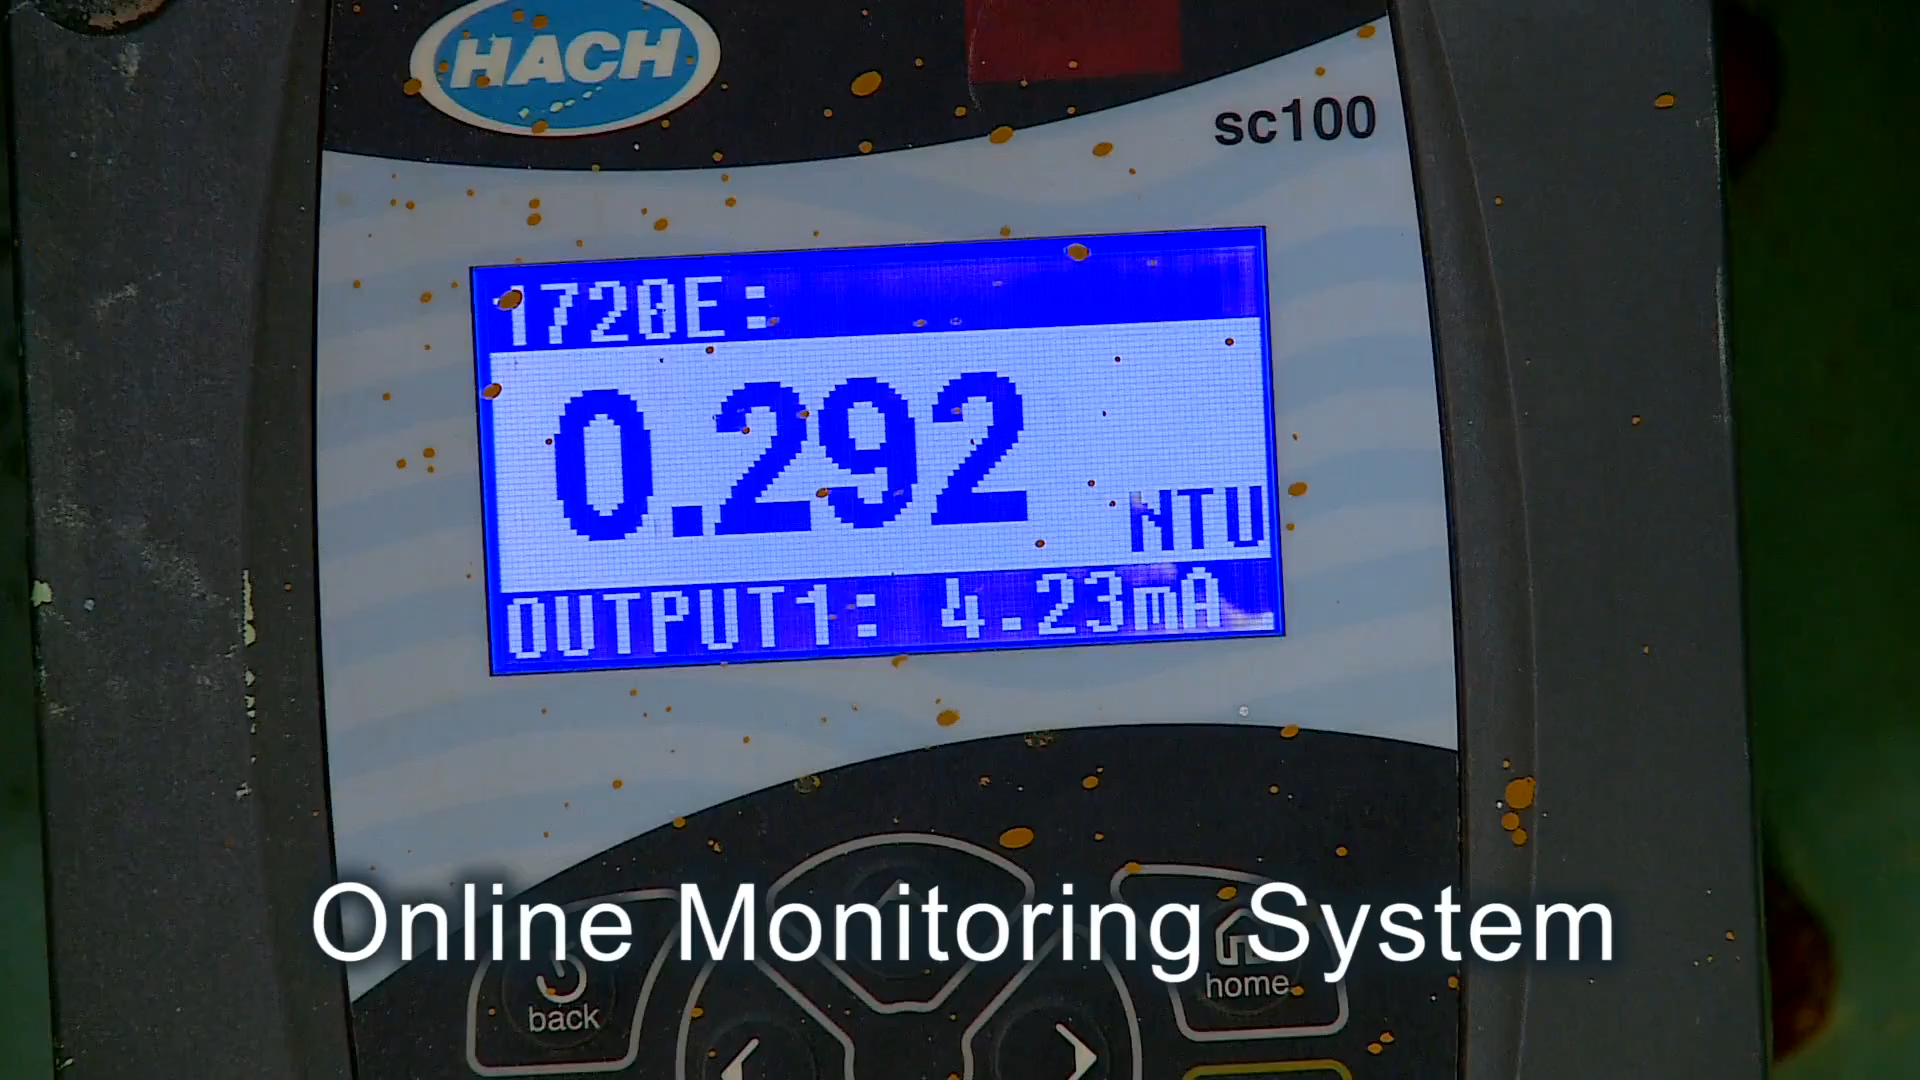 HACH
sc100
1720E:
0.292
NTU
OUTPUT1: 4.23mA
Online Monitoring System
back
home